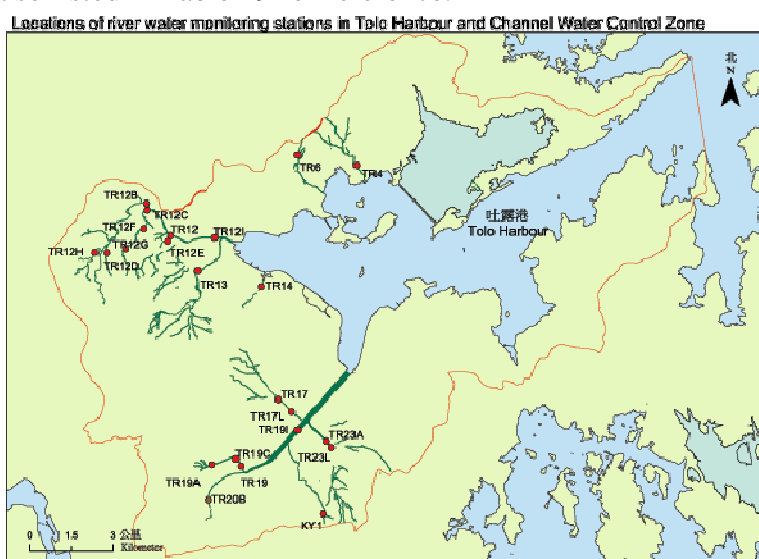 Locations of river water monitoring stations in Tolo Harbour and Channel Water Control Zone
北
N
TR6
TR4
TR12B
TR12C
TR12F
TR12
TR12I
TR12G
TR12H
TR12E
TR12D
TR13
TR14
吐露港
Tolo Harbour
TR17
TR17L
TR19I
TR23A
TR23L
TR19C
TR19A
TR19
TR20B
KY1
0 1.5 3 公里
Kilometer